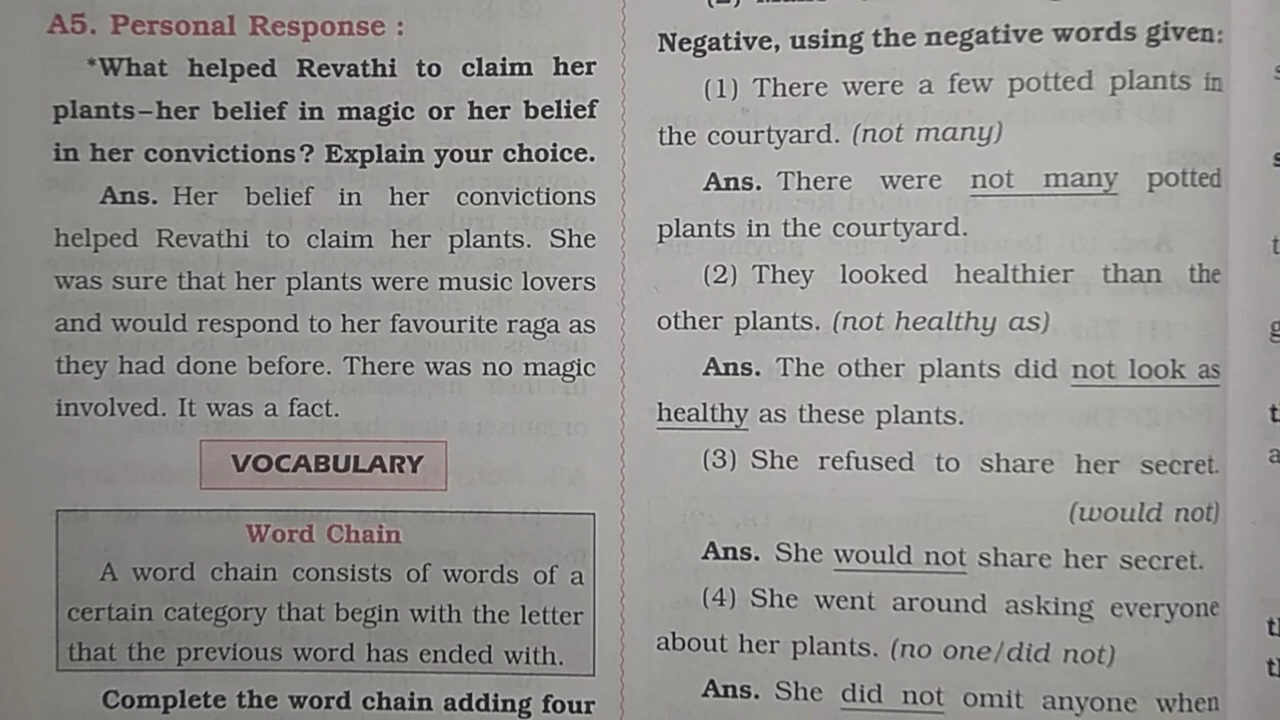 A5. Personal Response :
*What helped Revathi to claim her
plants–her belief in magic or her belief
in her convictions? Explain your choice.
Ans. Her belief in her convictions
helped Revathi to claim her plants. She
was sure that her plants were music lovers
and would respond to her favourite raga as
they had done before. There was no magic
involved. It was a fact.
VOCABULARY
Word Chain
A word chain consists of words of a
certain category that begin with the letter
that the previous word has ended with.
Complete the word chain adding four
Negative, using the negative words given:
(1) There were a few potted plants in
the courtyard. (not many)
Ans. There were not many potted
plants in the courtyard.
(2) They looked healthier than the
other plants. (not healthy as)
Ans. The other plants did not look as
healthy as these plants.
(3) She refused to share her secret.
(would not)
Ans. She would not share her secret.
(4) She went around asking everyone
about her plants. (no one/did not)
Ans. She did not omit anyone when